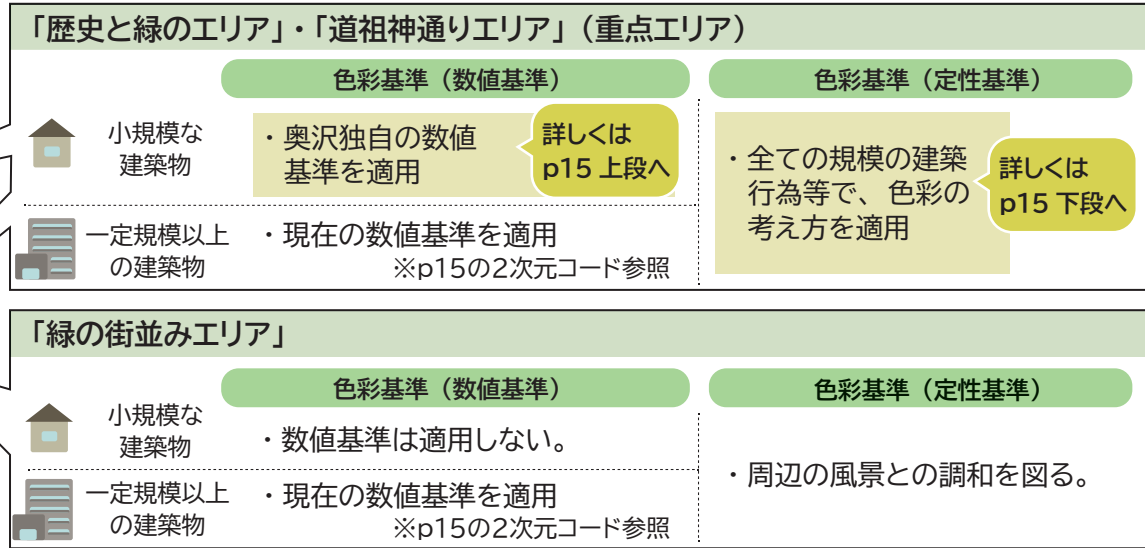 「歴史と緑のエリア」・「道祖神通りエリア」（重点エリア）
色彩基準（数値基準）
色彩基準（定性基準）
小規模な
建築物
・奥沢独自の数値
基準を適用
詳しくは
p15 上段へ
・全ての規模の建築
行為等で、色彩の
考え方を適用
詳しくは
p15 下段へ
一定規模以上
の建築物
・現在の数値基準を適用
※p15の2次元コード参照
「緑の街並みエリア」
色彩基準（数値基準）
色彩基準（定性基準）
小規模な
建築物
・数値基準は適用しない。
・周辺の風景との調和を図る。
一定規模以上
の建築物
・現在の数値基準を適用
※p15の2次元コード参照